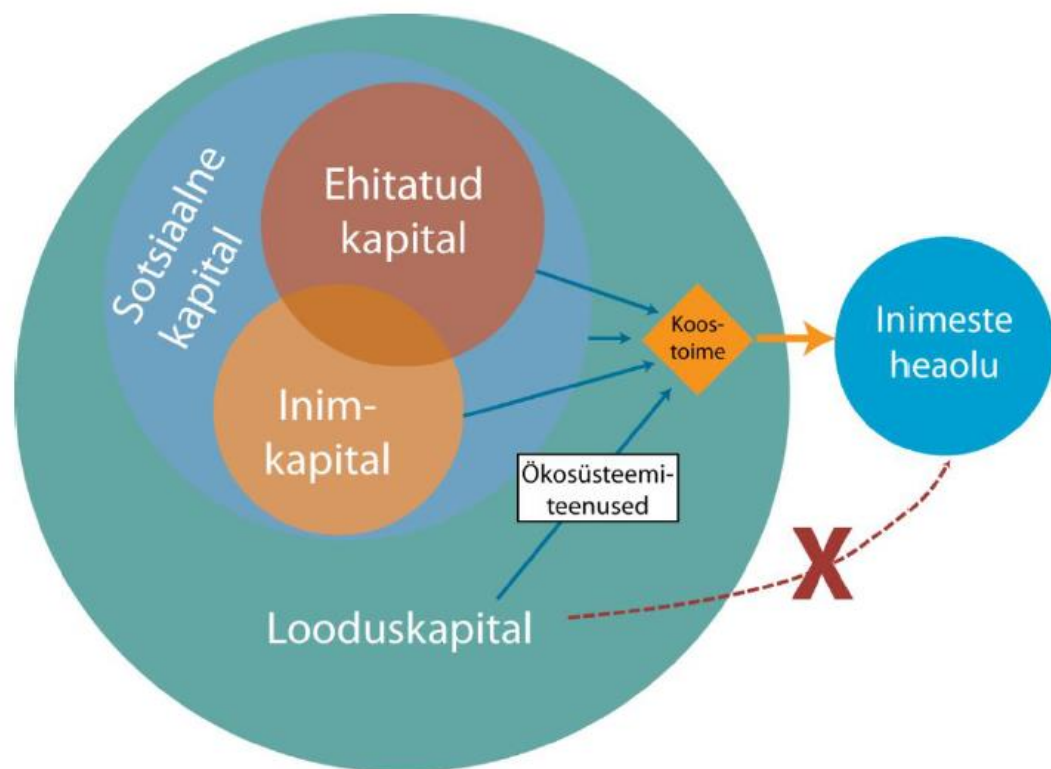 Sotsiaalne
kapital
Ehitatud
kapital
Inim-
kapital
Koos-
toime
Inimeste
heaolu
Ökosüsteemi-
teenused
X
Looduskapital